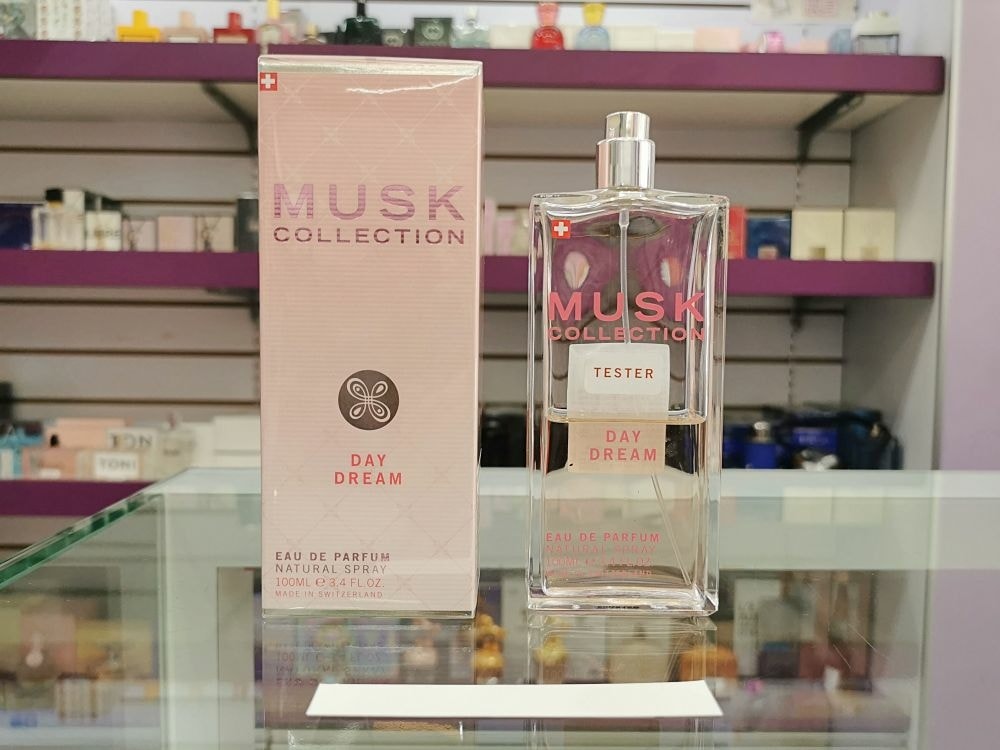 MUSK
COLLECTION
DAY
DREAM
EAU DE PARFUM
NATURAL SPRAY
100ML e 3.4 FL.OZ.
MADE IN SWITZERLAND
MUSK
COLLECTION
TESTER
DAY
DREAM
EAU DE PARFUM
NATURAL SPRAY
TONI